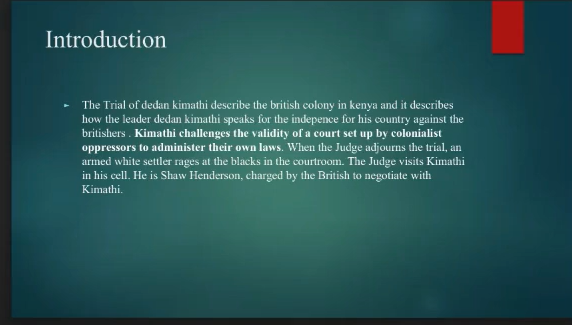 Introduction
The Trial of dedan kimathi describe the british colony in kenya and it describes
how the leader dedan kimathi speaks for the indepence for his country against the
britishers . Kimathi challenges the validity of a court set up by colonialist
oppressors to administer their own laws. When the Judge adjourns the trial, an
armed white settler rages at the blacks in the courtroom. The Judge visits Kimathi
in his cell. He is Shaw Henderson, charged by the British to negotiate with
Kimathi.